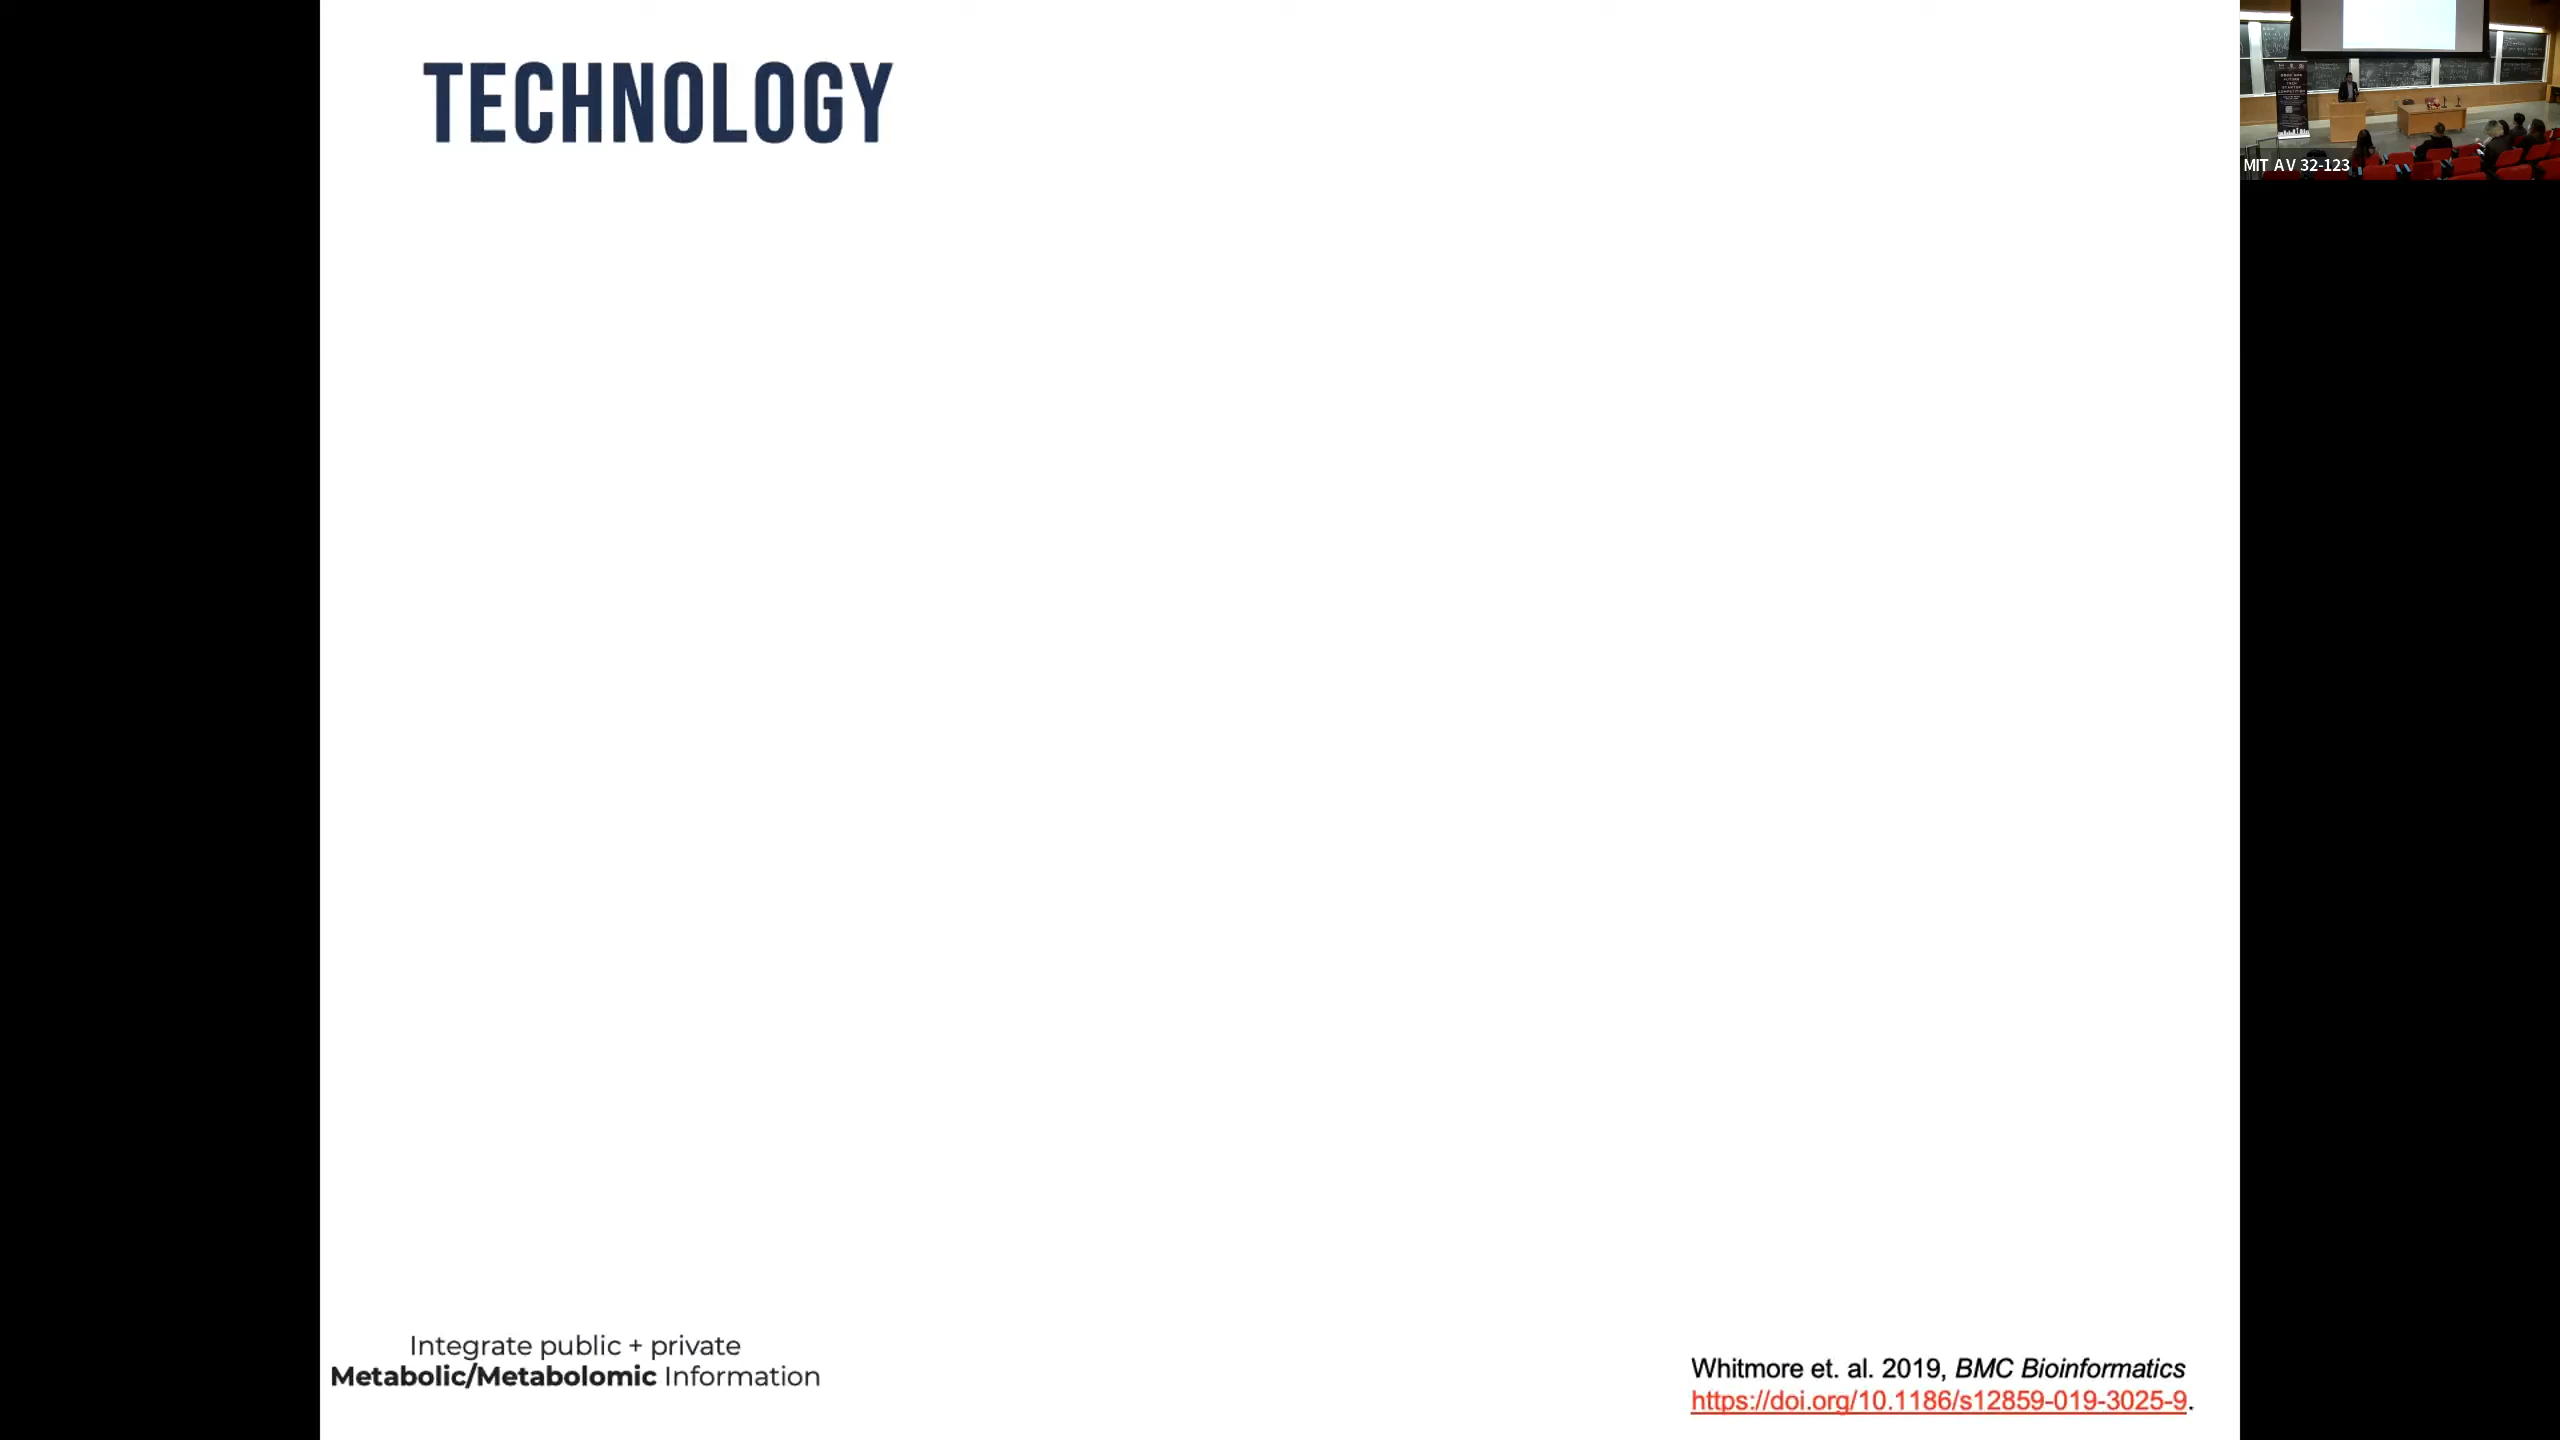 TECHNOLOGY
MIT AV 32-123
Integrate public + private
Metabolic/Metabolomic Information
Whitmore et. al. 2019, BMC Bioinformatics
https://doi.org/10.1186/s12859-019-3025-9.